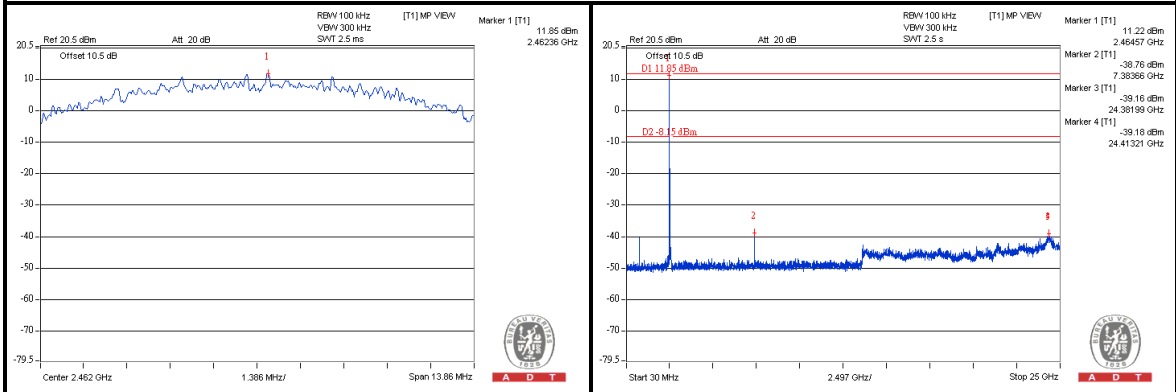 RBW 100 kHz [T1] MP VIEW
VBW 300 kHz
SWT 2.5 ms
Marker 1 [T1]
11.85 dBm
2.46236 GHz
Ref 20.5 dBm Att 20 dB
20.5
Offset 10.5 dB
1
10
0
-10
-20
-30
-40
-50
-60
-70
-79.5
Center 2.462 GHz 1.386 MHz/ Span 13.86 MHz
BUREAU VERITAS
1828
A D T
RBW 100 kHz [T1] MP VIEW
VBW 300 kHz
SWT 2.5 s
Marker 1 [T1]
11.22 dBm
2.46457 GHz
Marker 2 [T1]
-38.76 dBm
7.38366 GHz
Marker 3 [T1]
-39.16 dBm
24.38199 GHz
Marker 4 [T1]
-39.18 dBm
24.41321 GHz
Ref 20.5 dBm Att 20 dB
20.5
Offset 10.5 dB
D1 11.85 dBm
10
0
D2 -8.15 dBm
-10
-20
-30
2
-40
-50
-60
-70
-79.5
Start 30 MHz 2.497 GHz/ Stop 25 GHz
BUREAU VERITAS
1828
A D T